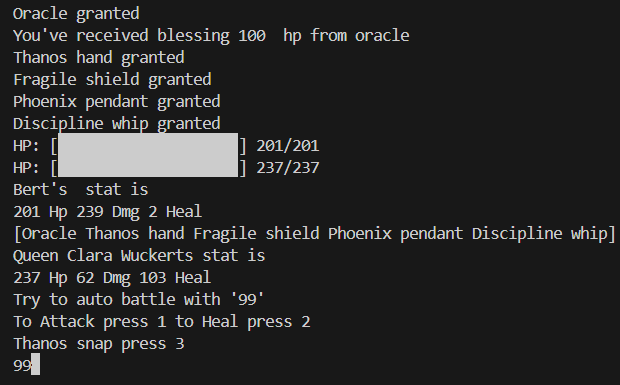 Oracle granted
You've received blessing 100  hp from oracle
Thanos hand granted
Fragile shield granted
Phoenix pendant granted
Discipline whip granted
HP: [██████████████████] 201/201
HP: [██████████████████] 237/237
Bert's  stat is
201 Hp 239 Dmg 2 Heal
[Oracle Thanos hand Fragile shield Phoenix pendant Discipline whip]
Queen Clara Wuckerts stat is
237 Hp 62 Dmg 103 Heal
Try to auto battle with '99'
To Attack press 1 to Heal press 2
Thanos snap press 3
99